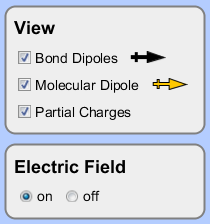 View
Bond Dipoles
Molecular Dipole
Partial Charges
Electric Field
on off